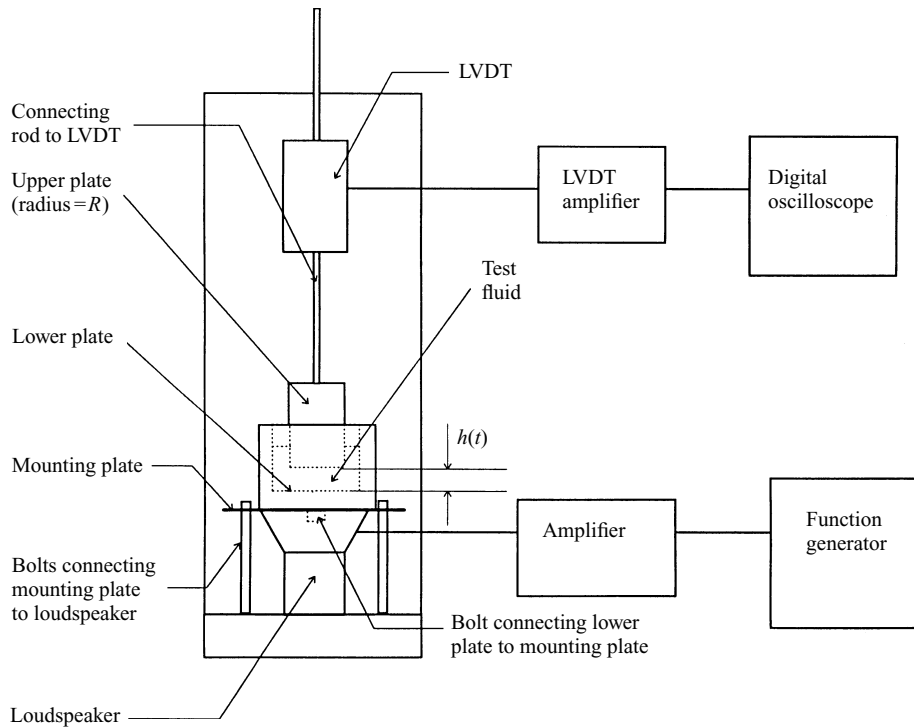 LVDT
Connecting
rod to LVDT
Upper plate
(radius=R)
LVDT
amplifier
Digital
oscilloscope
Test
fluid
Lower plate
h(t)
Mounting plate
Amplifier
Function
generator
Bolts connecting
mounting plate
to loudspeaker
Bolt connecting lower
plate to mounting plate
Loudspeaker